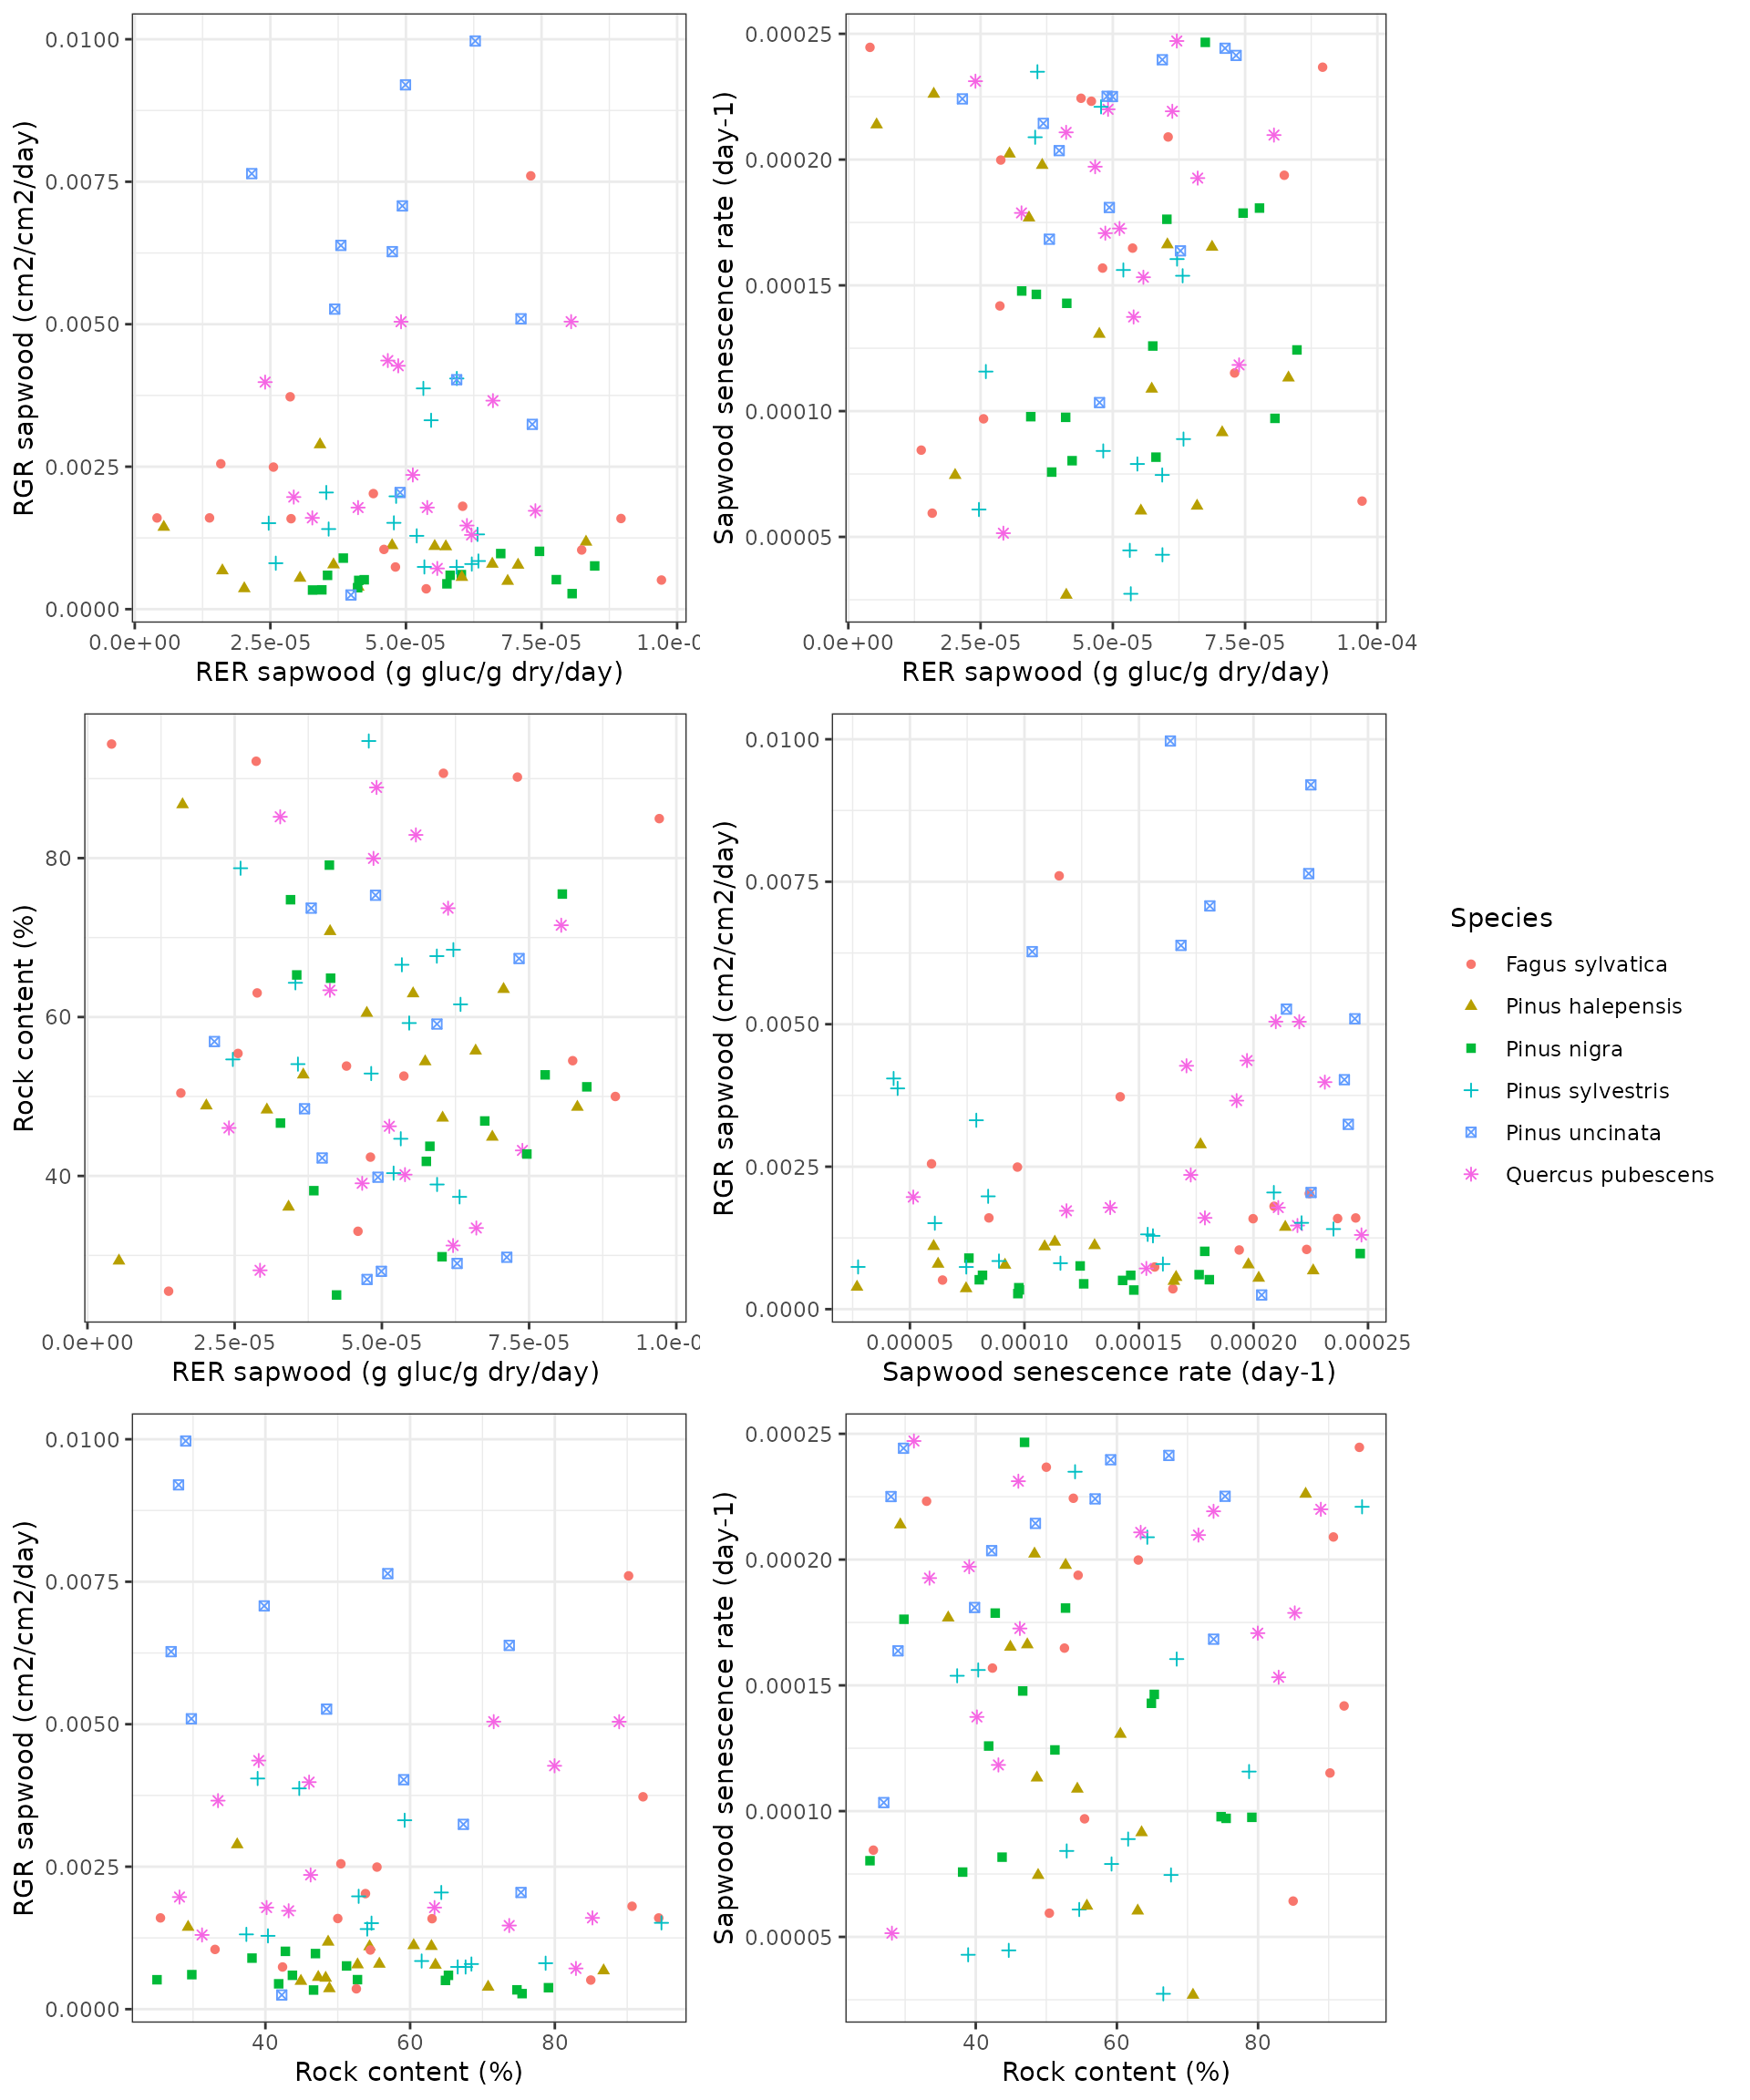 0.0100
0.0075
0.0050
0.0025
0.0000
RGR sapwood (cm2/cm2/day)
0.0e+00 2.5e-05 5.0e-05 7.5e-05 1.0e-0
RER sapwood (g gluc/g dry/day)
0.00025
0.00020
0.00015
0.00010
0.00005
Sapwood senescence rate (day-1)
0.0e+00 2.5e-05 5.0e-05 7.5e-05 1.0e-04
RER sapwood (g gluc/g dry/day)
80
60
40
Rock content (%)
0.0e+00 2.5e-05 5.0e-05 7.5e-05 1.0e-0
RER sapwood (g gluc/g dry/day)
0.0100
0.0075
0.0050
0.0025
0.0000
RGR sapwood (cm2/cm2/day)
0.00005 0.00010 0.00015 0.00020 0.00025
Sapwood senescence rate (day-1)
Species
Fagus sylvatica
Pinus halepensis
Pinus nigra
Pinus sylvestris
Pinus uncinata
Quercus pubescens
0.0100
0.0075
0.0050
0.0025
0.0000
RGR sapwood (cm2/cm2/day)
40 60 80
Rock content (%)
0.00025
0.00020
0.00015
0.00010
0.00005
Sapwood senescence rate (day-1)
40 60 80
Rock content (%)